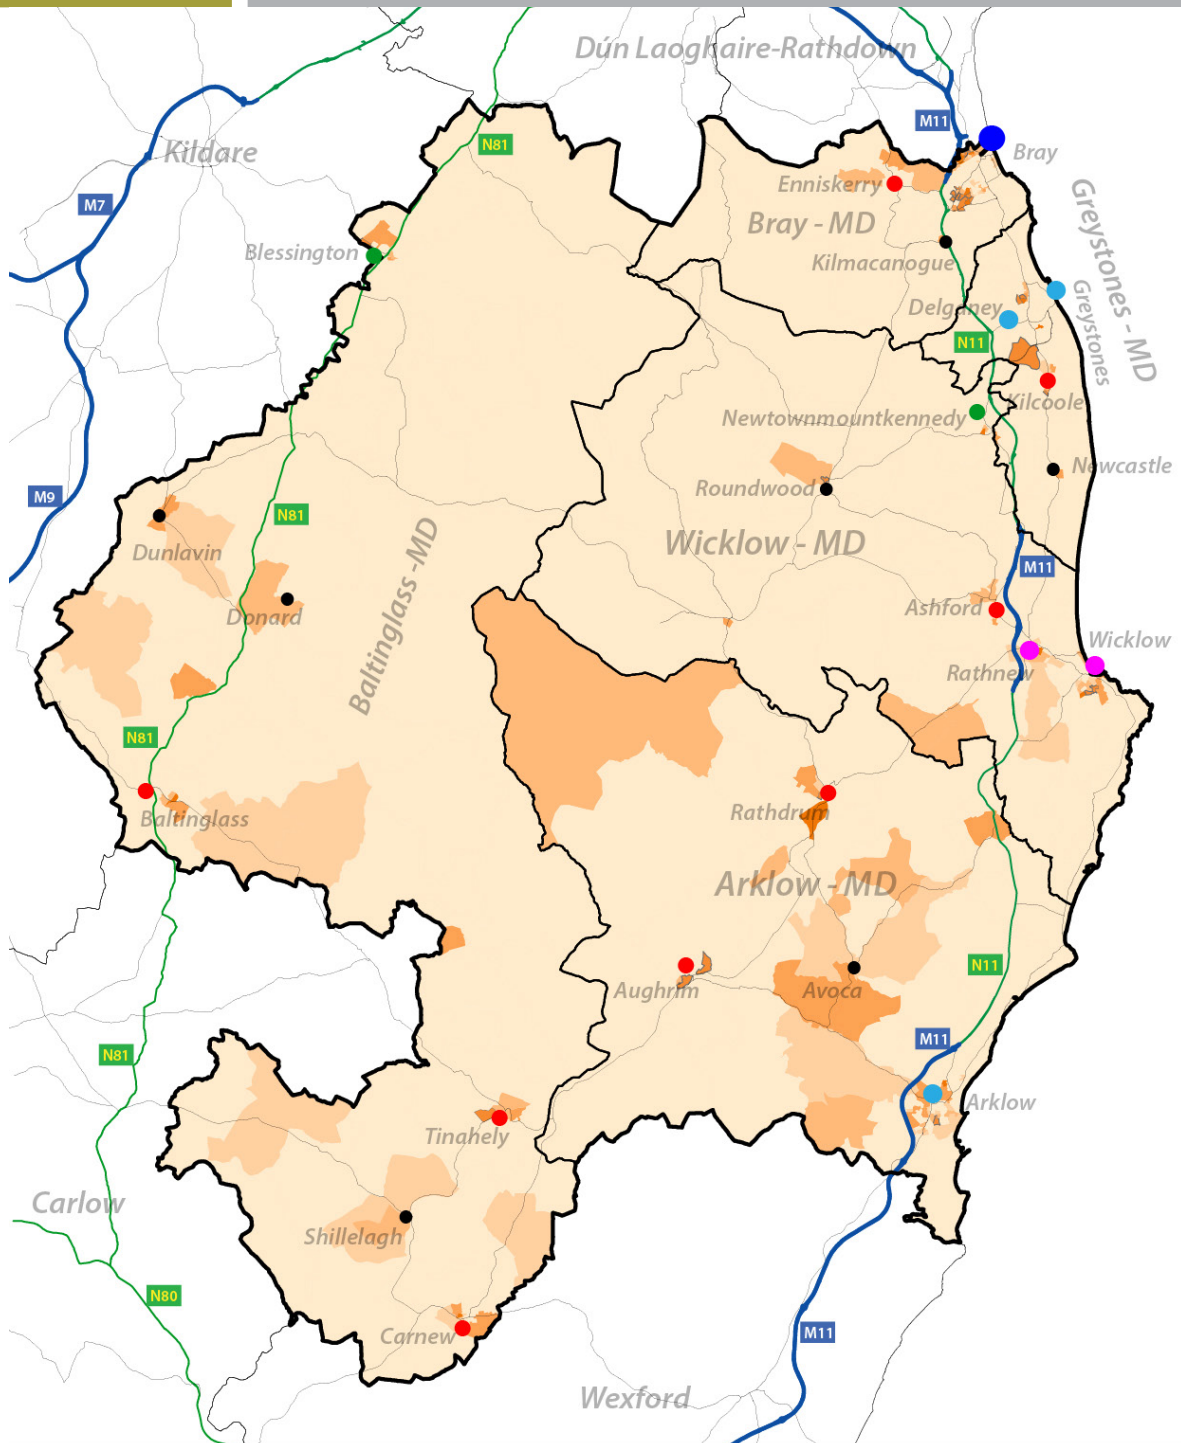 Dún Laoghaire-Rathdown
M11
N81
Kildare
Bray
Enniskerry
M7
Bray - MD
Greystones - MD
Blessington
Kilmacanogue
Greystones
Delganey
N11
Kilcoole
Newtownmountkennedy
Newcastle
Roundwood
M9
N81
Dunlavin
Wicklow - MD
M11
Baltinglass -MD
Donard
Ashford
Wicklow
Rathnew
N81
Rathdrum
Baltinglass
Arklow - MD
N11
Aughrim
Avoca
M11
N81
Arklow
Tinahely
Carlow
Shillelagh
N80
Carnew
M11
Wexford